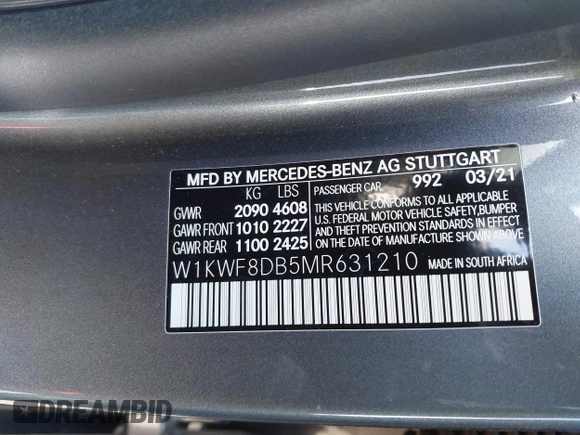 MFD BY MERCEDES-BENZ AG STUTTGART
KG LBS PASSENGER CAR 992 03/21
GVWR 2090 4608
GAWR FRONT 1010 2227
GAWR REAR 1100 2425
THIS VEHICLE CONFORMS TO ALL APPLICABLE
U.S. FEDERAL MOTOR VEHICLE SAFETY,BUMPER
AND THEFT PREVENTION STANDARDS IN EFFECT
ON THE DATE OF MANUFACTURE SHOWN ABOVE.
W1KWF8DB5MR631210 MADE IN SOUTH AFRICA
DREAMBID